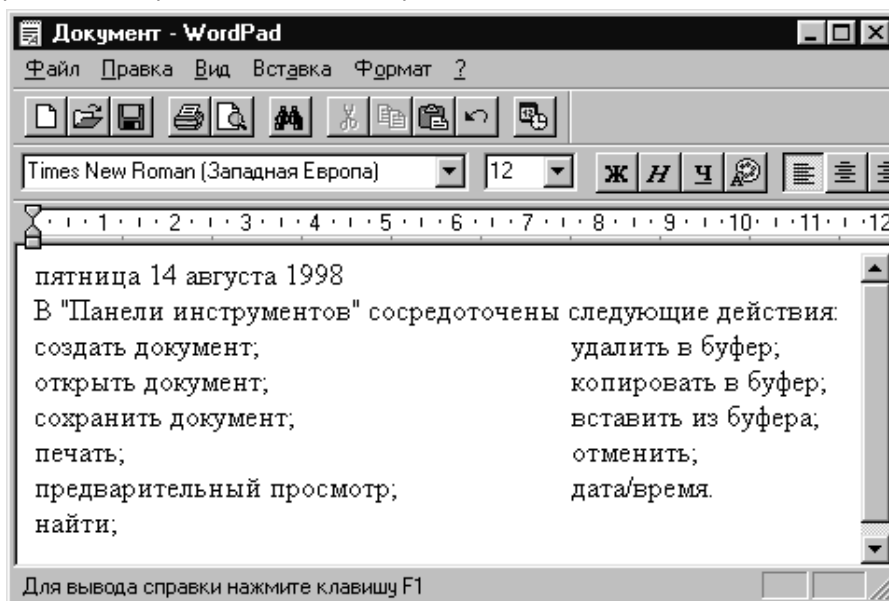 Документ - WordPad
Файл Правка Вид Вставка Формат ?
Times New Roman (Западная Европа) 12 Ж Н Ч
1 2 3 4 5 6 7 8 9 10 11 12
пятница 14 августа 1998
В "Панели инструментов" сосредоточены следующие действия:
создать документ; удалить в буфер;
открыть документ; копировать в буфер;
сохранить документ; вставить из буфера;
печать; отменить;
предварительный просмотр; дата/время.
найти;
Для вывода справки нажмите клавишу F1